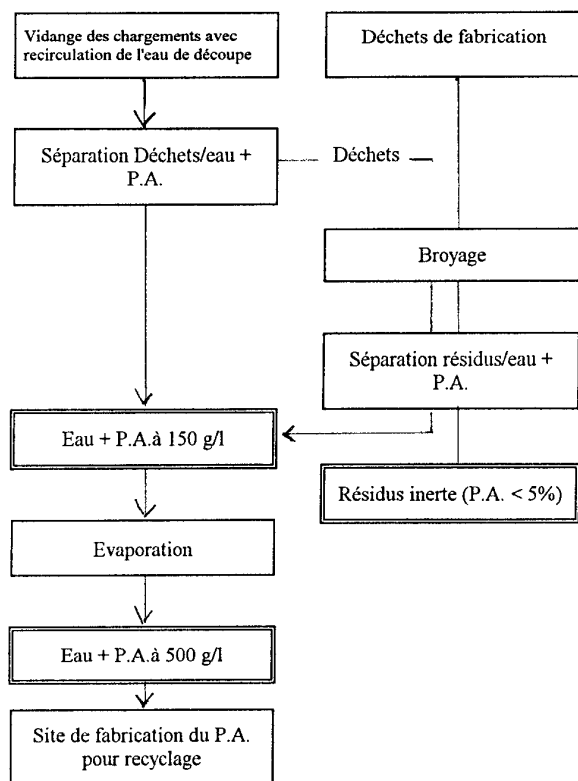 Vidange des chargements avec
recirculation de l'eau de découpe
Déchets de fabrication
Séparation Déchets/eau +
P.A.
Déchets
Broyage
Séparation résidus/eau +
P.A.
Eau + P.A.à 150 g/l
Résidus inerte (P.A. < 5%)
Evaporation
Eau + P.A.à 500 g/l
Site de fabrication du P.A.
pour recyclage